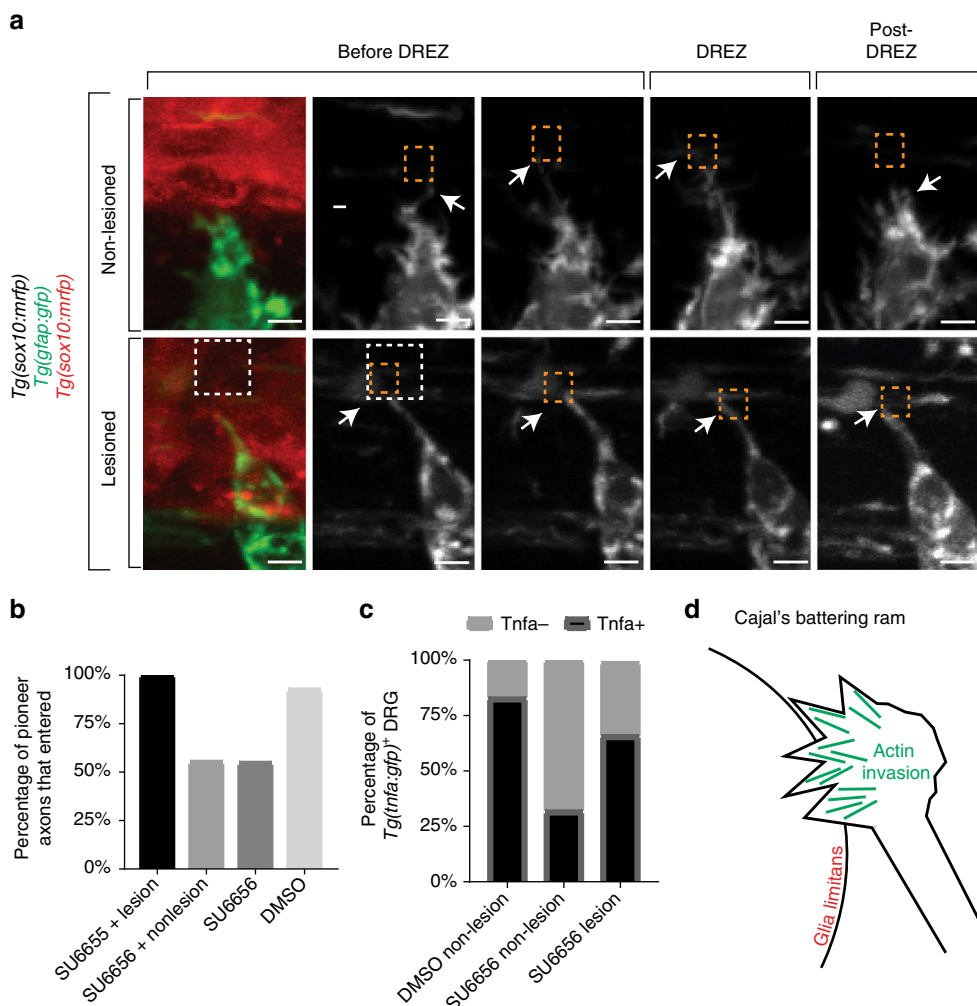 a
Before DREZ
DREZ
Post-
DREZ
Tg(sox10:mrfp)
Tg(gfap:gfp)
Tg(sox10:mrfp)
Non-lesioned
Lesioned
b
Percentage of pioneer
axons that entered
100%
75%
50%
25%
0%
SU6655 + lesion
SU6656 + nonlesion
SU6656
DMSO
c
Tnfa–
Tnfa+
Percentage of
Tg(tnfa:gfp)+ DRG
100%
75%
50%
25%
0%
DMSO non-lesion
SU6656 non-lesion
SU6656 lesion
d
Cajal's battering ram
Actin
invasion
Glia limitans